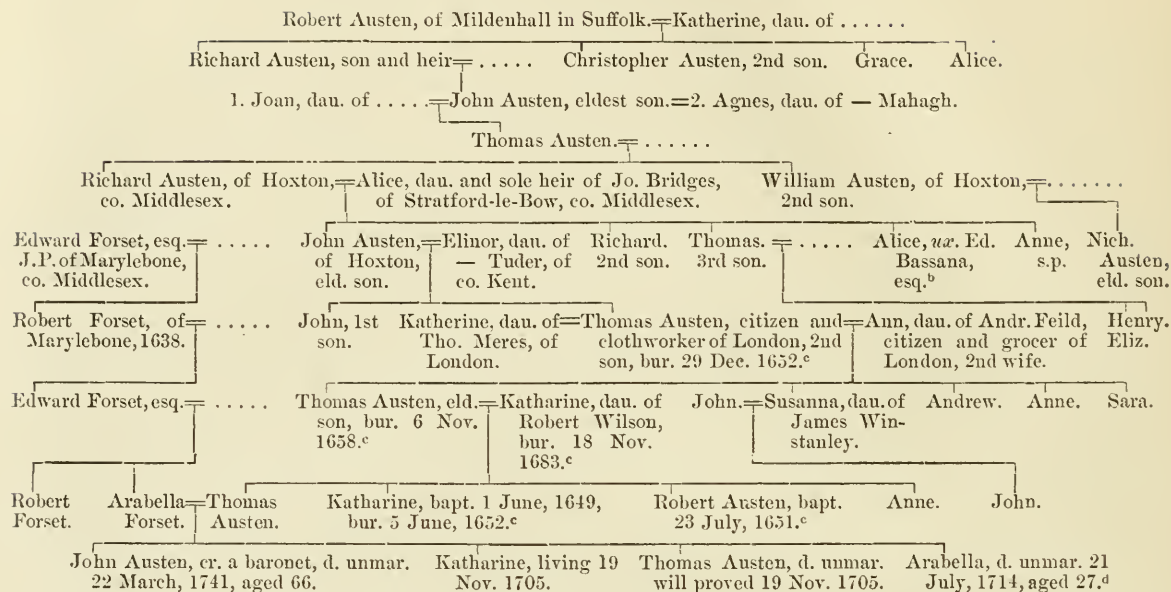 Robert Austen, of Mildenhall in Suffolk.=Katherine, dau. of . . . . . .
Richard Austen, son and heir= . . . . . Christopher Austen, 2nd son. Grace. Alice.
1. Joan, dau. of . . . . . =John Austen, eldest son.=2. Agnes, dau. of — Mahagh.
Thomas Austen.= . . . . . .
Richard Austen, of Hoxton,=Alice, dau. and sole heir of Jo. Bridges, William Austen, of Hoxton,= . . . . . . .
co. Middlesex. of Stratford-le-Bow, co. Middlesex. 2nd son.
Edward Forset, esq.= . . . . . John Austen,=Elinor, dau. of Richard. Thomas.= . . . . . Alice, ux. Ed. Anne, Nich.
J.P. of Marylebone, of Hoxton, — Tuder, of 2nd son. 3rd son. Bassana, s.p. Austen,
co. Middlesex. eld. son. co. Kent. esq.b eld. son.
Robert Forset, of= . . . . . John, 1st Katherine, dau. of=Thomas Austen, citizen and=Ann, dau. of Andr. Feild, Henry.
Marylebone, 1638. son. Tho. Meres, of clothworker of London, 2nd citizen and grocer of Eliz.
London. son, bur. 29 Dec. 1652.c London, 2nd wife.
Edward Forset, esq.= . . . . . Thomas Austen, eld.=Katharine, dau. of John.=Susanna, dau. of Andrew. Anne. Sara.
son, bur. 6 Nov. Robert Wilson, James Win-
1658.c bur. 18 Nov. stanley.
1683.c
Robert Arabella=Thomas Katharine, bapt. 1 June, 1649, Robert Austen, bapt. Anne. John.
Forset. Forset. Austen. bur. 5 June, 1652.c 23 July, 1651.c
John Austen, cr. a baronet, d. unmar. Katharine, living 19 Thomas Austen, d. unmar. Arabella, d. unmar. 21
22 March, 1741, aged 66. Nov. 1705. will proved 19 Nov. 1705. July, 1714, aged 27.d